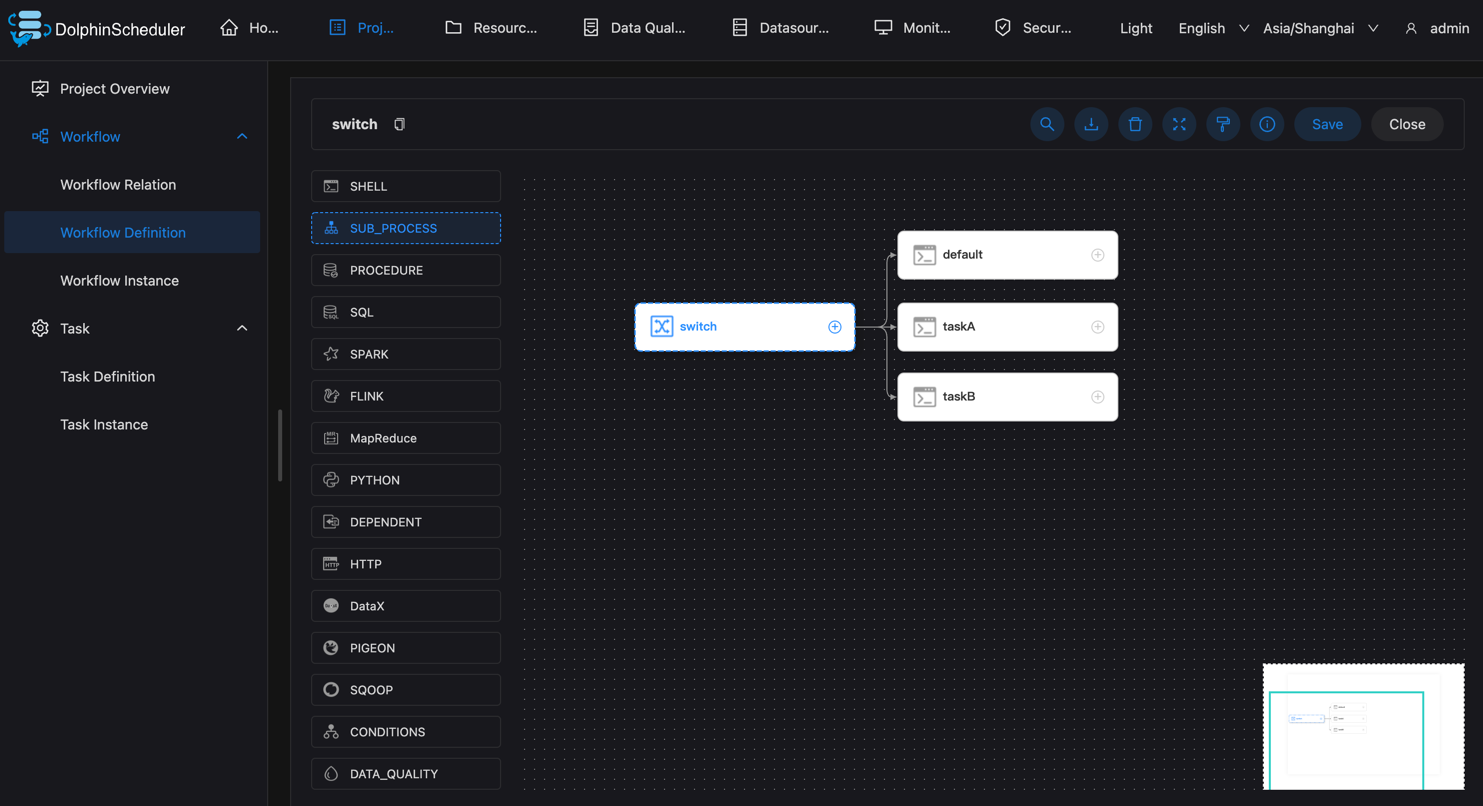 DolphinScheduler
Ho...
Proj...
Resourc...
Data Qual...
Datasour...
Monit...
Secur...
Light
English
Asia/Shanghai
admin
Project Overview
Workflow
Workflow Relation
Workflow Definition
Workflow Instance
Task
Task Definition
Task Instance
switch
Save
Close
SHELL
SUB_PROCESS
PROCEDURE
SQL
SPARK
FLINK
MapReduce
PYTHON
DEPENDENT
HTTP
DataX
PIGEON
SQOOP
CONDITIONS
DATA_QUALITY
switch
default
taskA
taskB